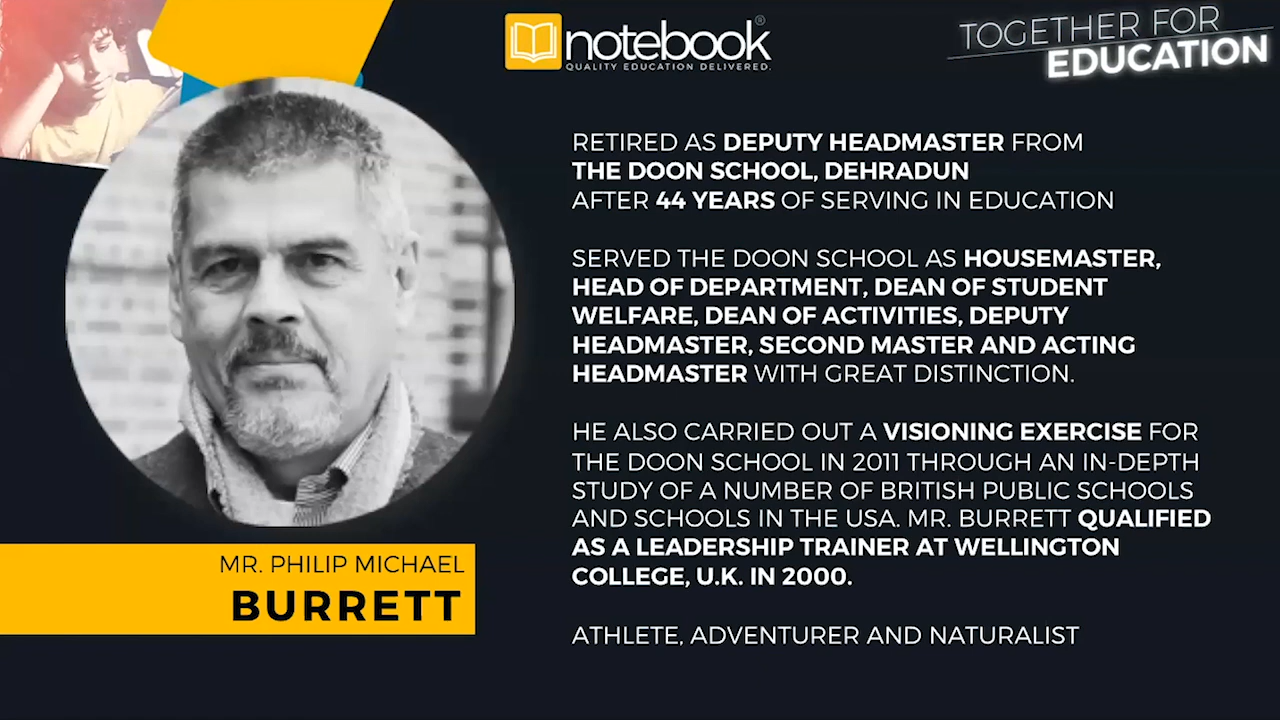 notebook®
QUALITY EDUCATION DELIVERED.
TOGETHER FOR
EDUCATION
RETIRED AS DEPUTY HEADMASTER FROM
THE DOON SCHOOL, DEHRADUN
AFTER 44 YEARS OF SERVING IN EDUCATION
SERVED THE DOON SCHOOL AS HOUSEMASTER,
HEAD OF DEPARTMENT, DEAN OF STUDENT
WELFARE, DEAN OF ACTIVITIES, DEPUTY
HEADMASTER, SECOND MASTER AND ACTING
HEADMASTER WITH GREAT DISTINCTION.
HE ALSO CARRIED OUT A VISIONING EXERCISE FOR
THE DOON SCHOOL IN 2011 THROUGH AN IN-DEPTH
STUDY OF A NUMBER OF BRITISH PUBLIC SCHOOLS
AND SCHOOLS IN THE USA. MR. BURRETT QUALIFIED
AS A LEADERSHIP TRAINER AT WELLINGTON
COLLEGE, U.K. IN 2000.
ATHLETE, ADVENTURER AND NATURALIST
MR. PHILIP MICHAEL
BURRETT